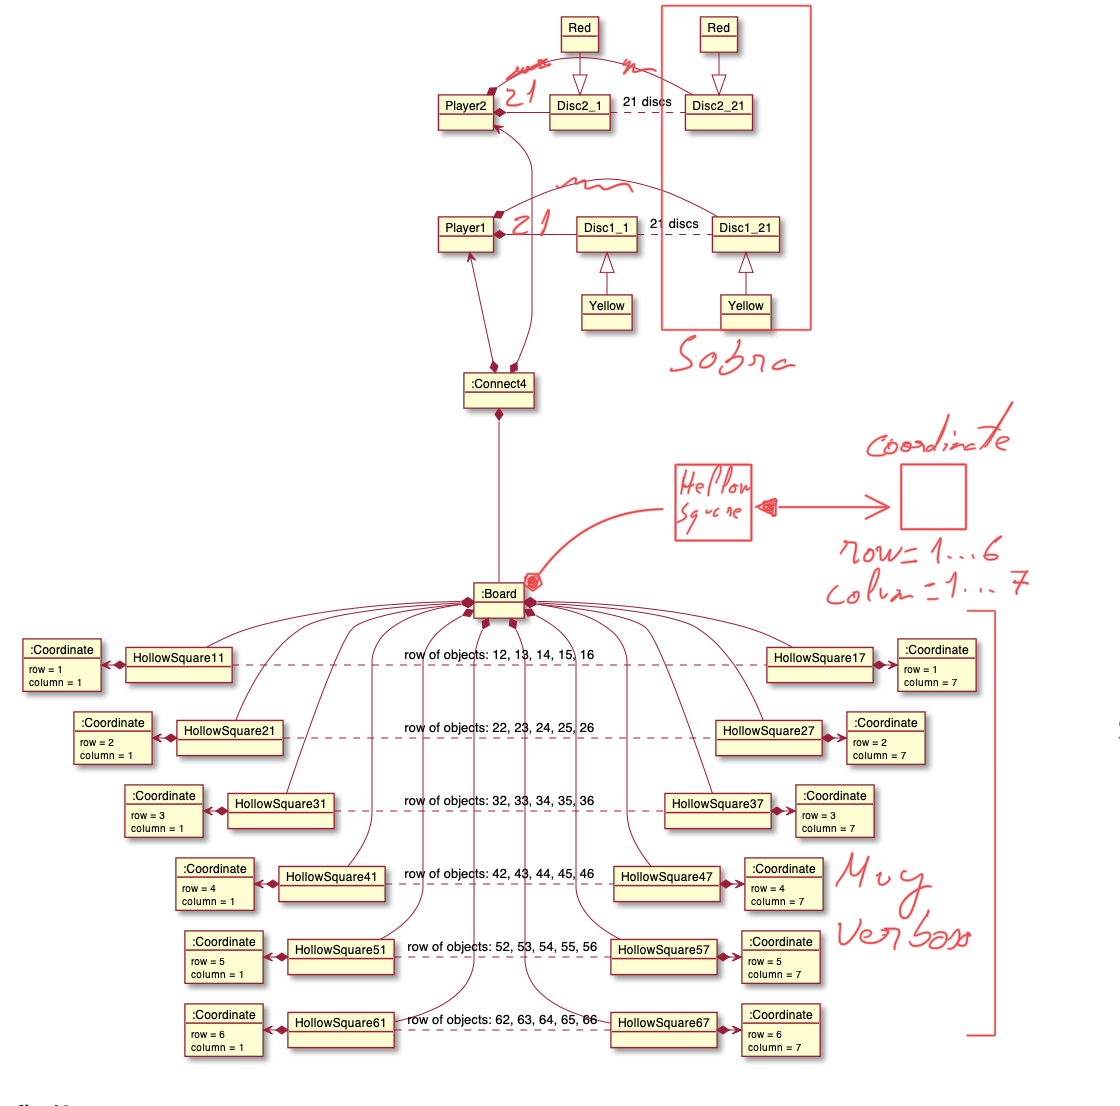 Red
Red
Player2
21
Disc2_1
21 discs
Disc2_21
Player1
21
Disc1_1
21 discs
Disc1_21
Yellow
Yellow
Sobra
:Connect4
Coordinate
Hollow
Square
row=1...6
colum=1...7
:Board
:Coordinate
row = 1
column = 1
HollowSquare11
row of objects: 12, 13, 14, 15, 16
HollowSquare17
:Coordinate
row = 1
column = 7
:Coordinate
row = 2
column = 1
HollowSquare21
row of objects: 22, 23, 24, 25, 26
HollowSquare27
:Coordinate
row = 2
column = 7
:Coordinate
row = 3
column = 1
HollowSquare31
row of objects: 32, 33, 34, 35, 36
HollowSquare37
:Coordinate
row = 3
column = 7
:Coordinate
row = 4
column = 1
HollowSquare41
row of objects: 42, 43, 44, 45, 46
HollowSquare47
:Coordinate
row = 4
column = 7
Muy
verboso
:Coordinate
row = 5
column = 1
HollowSquare51
row of objects: 52, 53, 54, 55, 56
HollowSquare57
:Coordinate
row = 5
column = 7
:Coordinate
row = 6
column = 1
HollowSquare61
row of objects: 62, 63, 64, 65, 66
HollowSquare67
:Coordinate
row = 6
column = 7